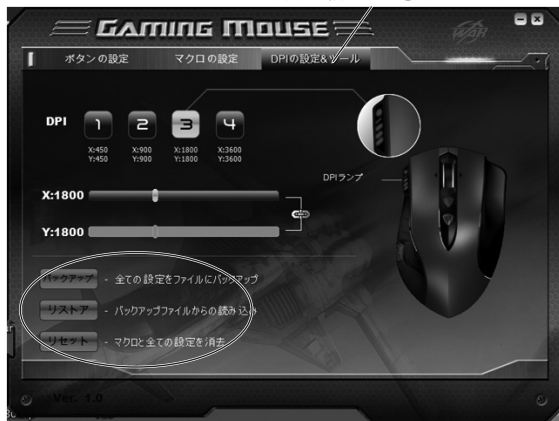 GAMING MOUSE
WAR
ボタンの設定 マクロの設定 DPIの設定&ツール
DPI 1 2 3 4
X:450 X:900 X:1800 X:3600
Y:450 Y:900 Y:1800 Y:3600
DPIランプ
X:1800
Y:1800
バックアップ - 全ての設定をファイルにバックアップ
リストア - バックアップファイルからの読み込み
リセット - マクロと全ての設定を消去
Ver. 1.0